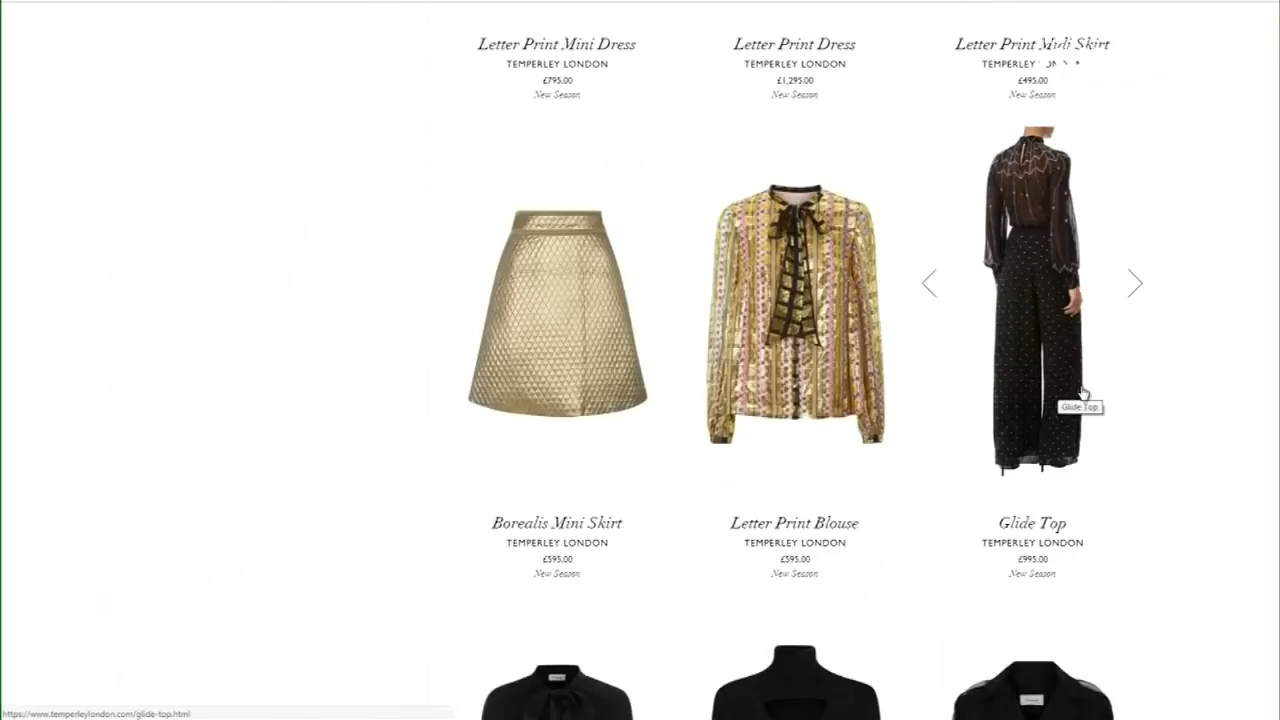 Letter Print Mini Dress
TEMPERLEY LONDON
£795.00
New Season
Letter Print Dress
TEMPERLEY LONDON
£1,295.00
New Season
Letter Print Midi Skirt
TEMPERLEY
£495.00
New Season
Glide Top
Borealis Mini Skirt
TEMPERLEY LONDON
£595.00
New Season
Letter Print Blouse
TEMPERLEY LONDON
£595.00
New Season
Glide Top
TEMPERLEY LONDON
£995.00
New Season
https://www.temperleylondon.com/glide-top.html